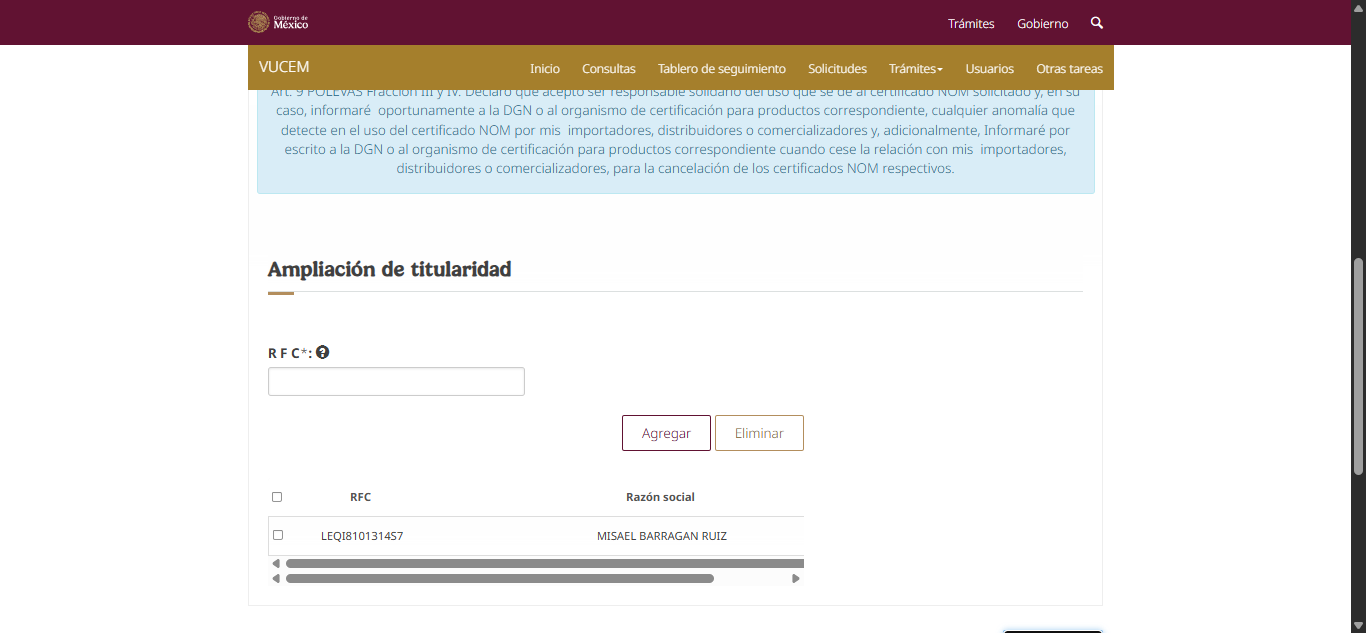 Gobierno de
México
Trámites
Gobierno
VUCEM
Inicio
Consultas
Tablero de seguimiento
Solicitudes
Trámites
Usuarios
Otras tareas
Art. 9 POLEVAS Fracción III y IV. Declaro que acepto ser responsable solidario del uso que se dé al certificado NOM solicitado y, en su
caso, informaré oportunamente a la DGN o al organismo de certificación para productos correspondiente, cualquier anomalía que
detecte en el uso del certificado NOM por mis importadores, distribuidores o comercializadores y, adicionalmente, Informaré por
escrito a la DGN o al organismo de certificación para productos correspondiente cuando cese la relación con mis importadores,
distribuidores o comercializadores, para la cancelación de los certificados NOM respectivos.
Ampliación de titularidad
R F C*:
Agregar
Eliminar
RFC
Razón social
LEQI8101314S7
MISAEL BARRAGAN RUIZ